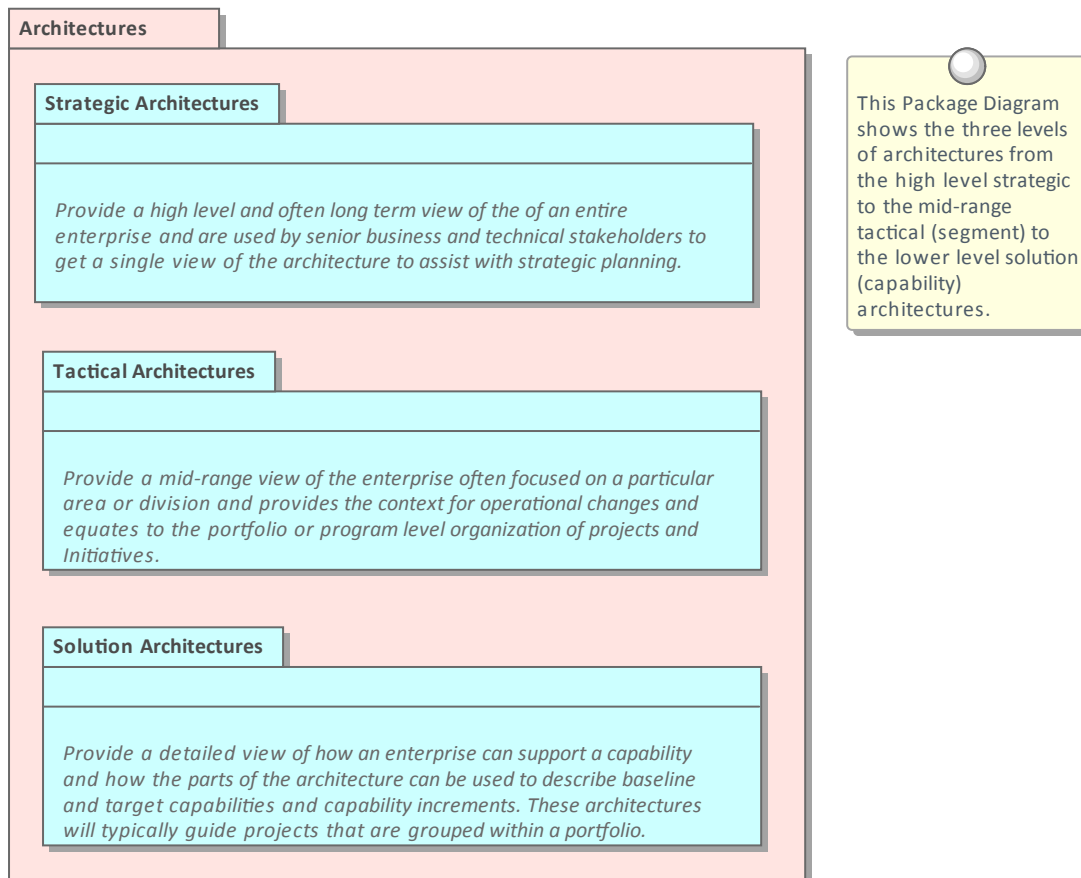 Architectures
Strategic Architectures
Provide a high level and often long term view of the of an entire
enterprise and are used by senior business and technical stakeholders to
get a single view of the architecture to assist with strategic planning.
Tactical Architectures
Provide a mid-range view of the enterprise often focused on a particular
area or division and provides the context for operational changes and
equates to the portfolio or program level organization of projects and
Initiatives.
Solution Architectures
Provide a detailed view of how an enterprise can support a capability
and how the parts of the architecture can be used to describe baseline
and target capabilities and capability increments. These architectures
will typically guide projects that are grouped within a portfolio.
This Package Diagram
shows the three levels
of architectures from
the high level strategic
to the mid-range
tactical (segment) to
the lower level solution
(capability)
architectures.